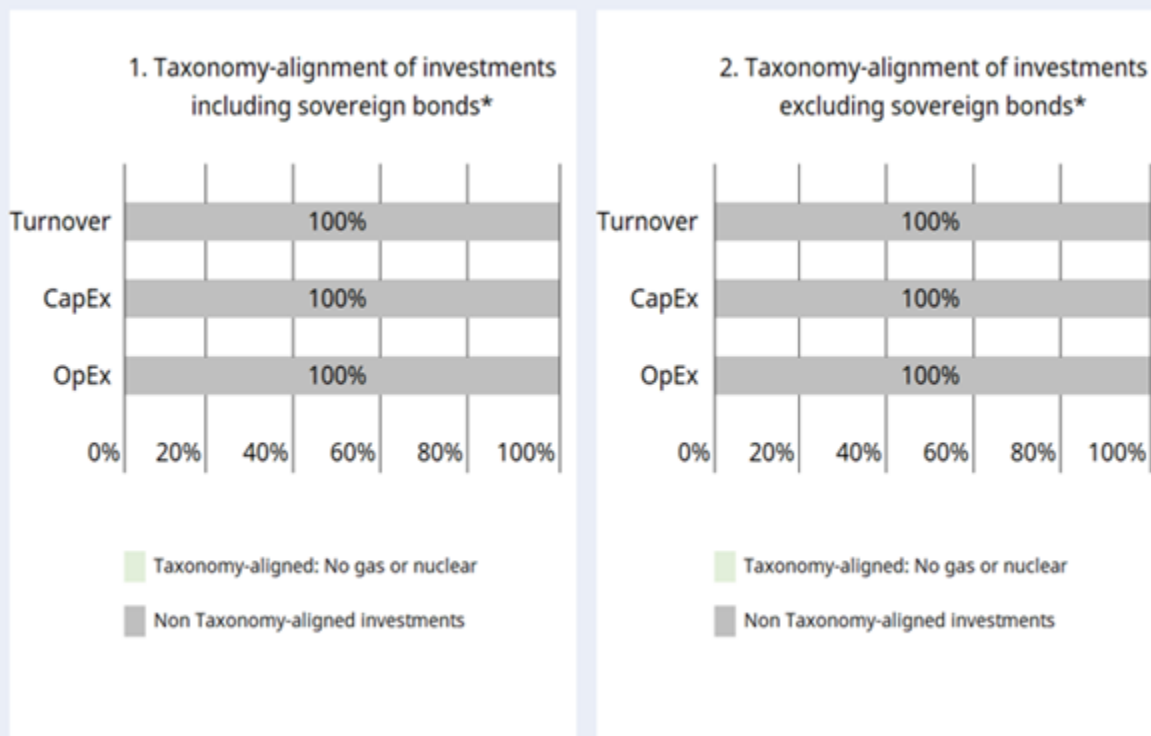 1. Taxonomy-alignment of investments
including sovereign bonds*
Turnover 100%
CapEx 100%
OpEx 100%
0% 20% 40% 60% 80% 100%
Taxonomy-aligned: No gas or nuclear
Non Taxonomy-aligned investments
2. Taxonomy-alignment of investments
excluding sovereign bonds*
Turnover 100%
CapEx 100%
OpEx 100%
0% 20% 40% 60% 80% 100%
Taxonomy-aligned: No gas or nuclear
Non Taxonomy-aligned investments